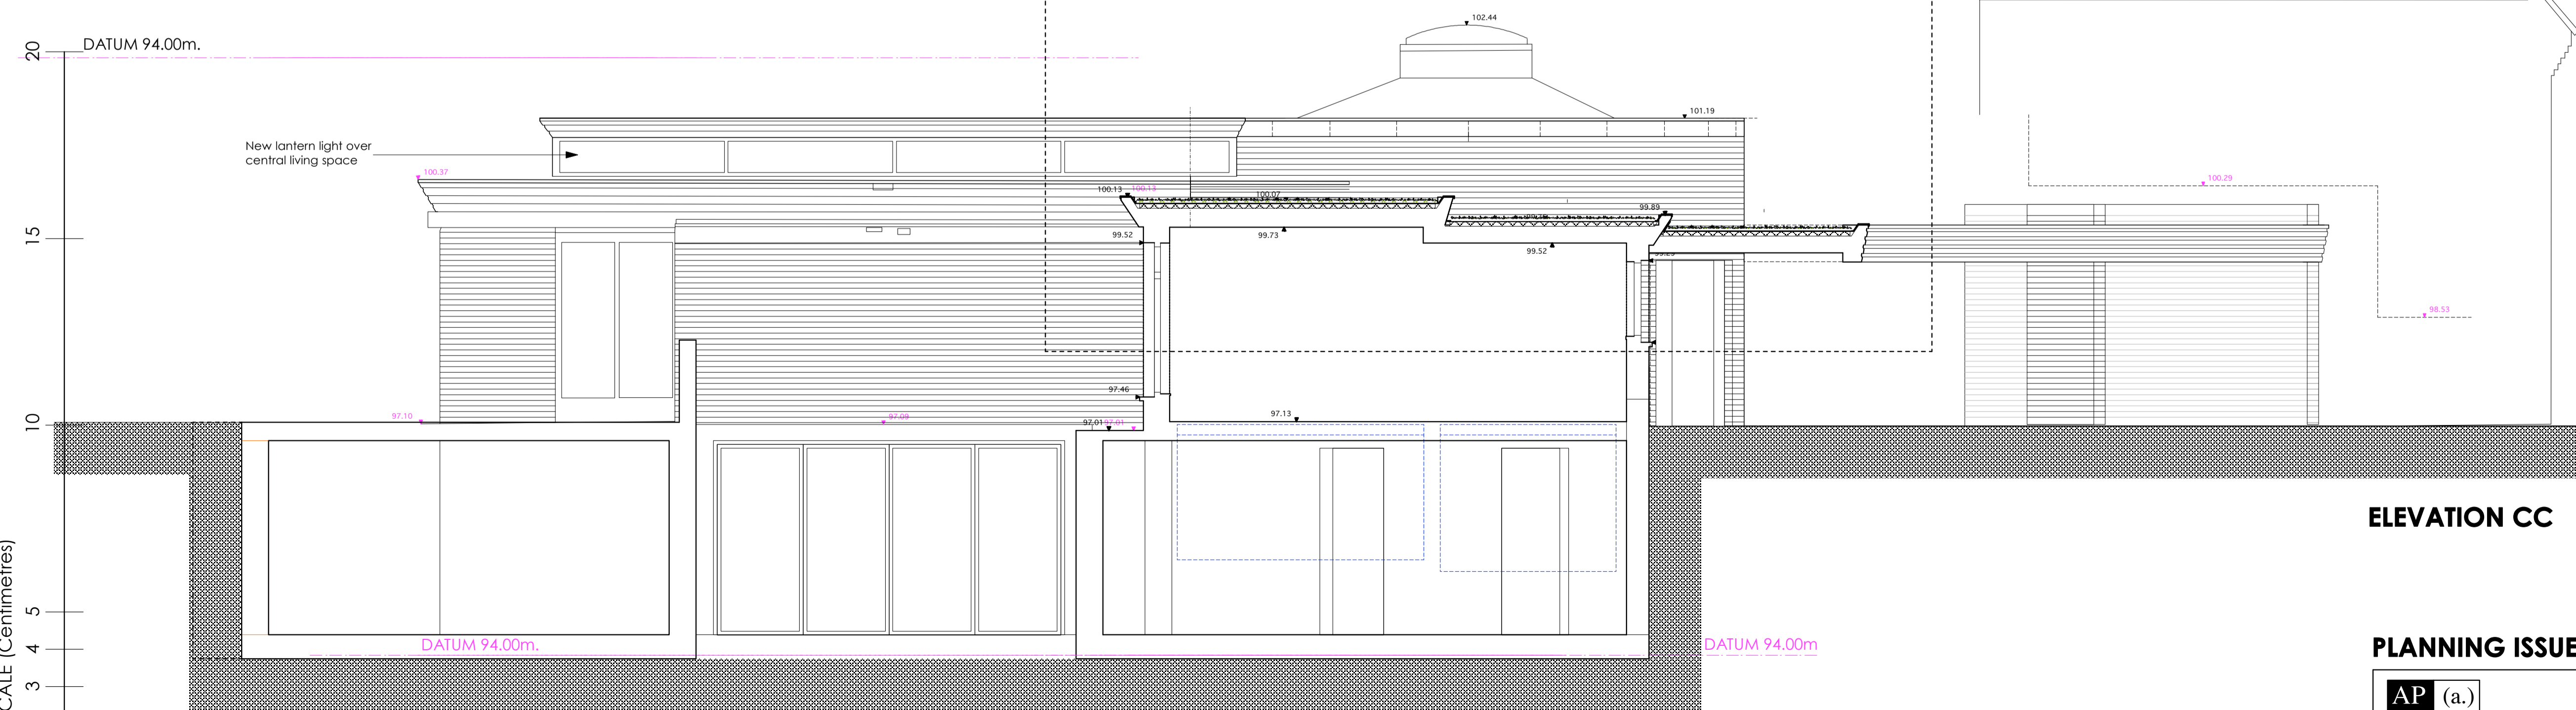 102.44
20
DATUM 94.00m.
101.19
New lantern light over
central living space
100.37
100.29
100.13
100.13
100.07
99.89
15
99.52
99.73
99.52
98.53
97.46
97.10
97.09
97.13
97.01
97.01
10
ELEVATION CC
5
DATUM 94.00m.
DATUM 94.00m
4
PLANNING ISSUE
3
AP (a.)
(Centimetres)